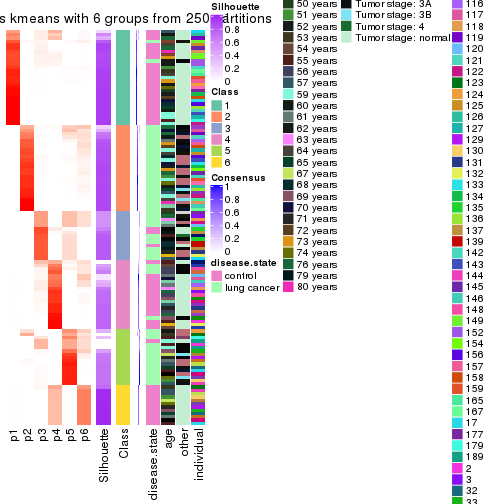 s kmeans with 6 groups from 250 partitions
Silhouette
1
0.8
0.6
0.4
0.2
0
Class
1
2
3
4
5
6
Consensus
1
0.8
0.6
0.4
0.2
0
disease.state
control
lung cancer
50 years
51 years
52 years
53 years
54 years
55 years
56 years
57 years
59 years
60 years
61 years
62 years
63 years
64 years
65 years
67 years
68 years
69 years
70 years
71 years
72 years
73 years
74 years
76 years
79 years
80 years
Tumor stage: 3A
Tumor stage: 3B
Tumor stage: 4
Tumor stage: normal
116
117
118
119
120
121
122
123
124
125
126
127
129
130
131
132
133
134
135
136
137
139
142
143
144
145
146
148
149
152
154
156
157
158
159
165
167
17
177
179
189
2
3
32
33
p1
p2
p3
p4
p5
p6
Silhouette
Class
disease.state
age
other
individual